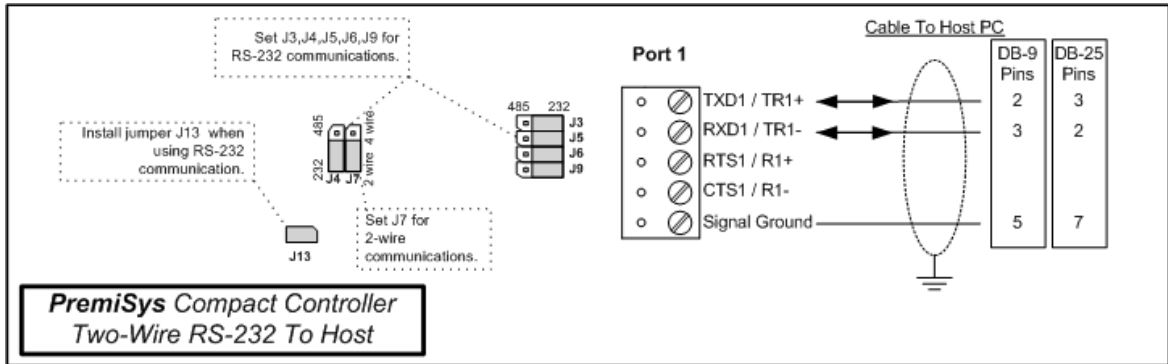 Set J3,J4,J5,J6,J9 for
RS-232 communications.
Install jumper J13 when
using RS-232
communication.
485
4 wire
232
2 wire
J4 J7
Set J7 for
2-wire
communications.
J13
485 232
J3
J5
J6
J9
PremiSys Compact Controller
Two-Wire RS-232 To Host
Cable To Host PC
Port 1
DB-9 Pins
DB-25 Pins
TXD1 / TR1+ 2 3
RXD1 / TR1- 3 2
RTS1 / R1+
CTS1 / R1-
Signal Ground 5 7